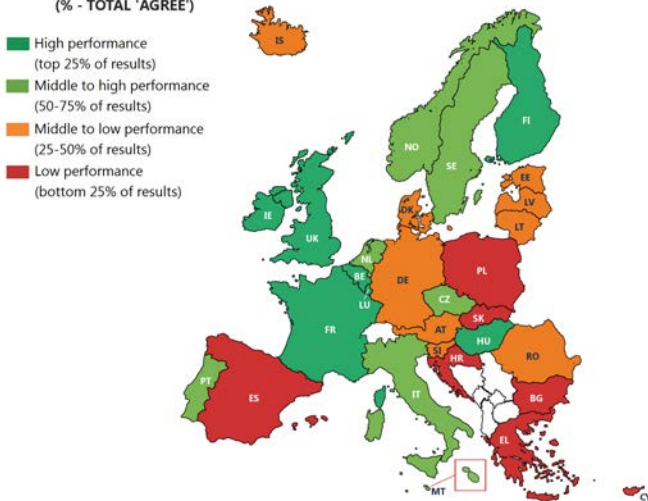 (% - TOTAL 'AGREE')
High performance
(top 25% of results)
Middle to high performance
(50-75% of results)
Middle to low performance
(25-50% of results)
Low performance
(bottom 25% of results)
IS
FI
NO
SE
EE
LV
DK
LT
IE
UK
NL
DE
PL
BE
LU
CZ
SK
FR
AT
HU
SI
HR
RO
PT
ES
IT
BG
EL
MT